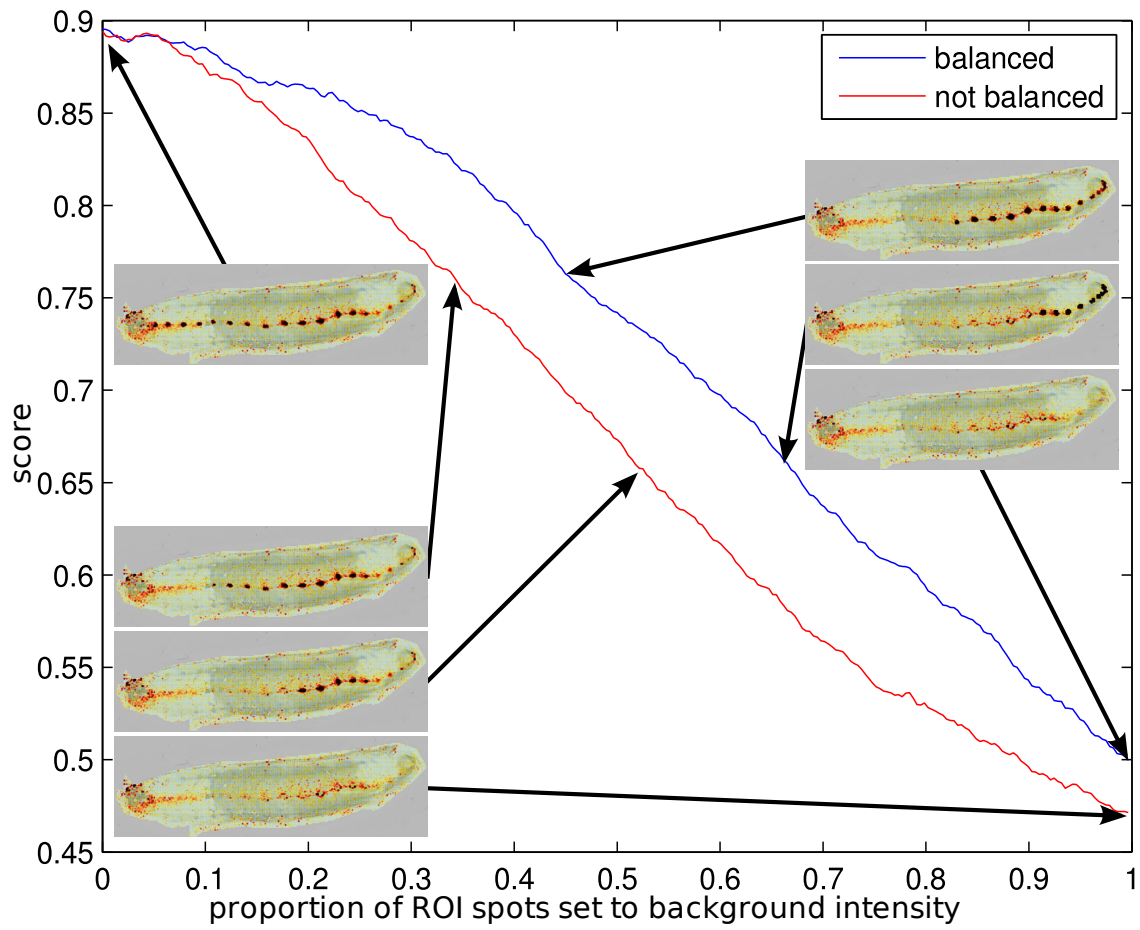 0.9
0.85
0.8
0.75
0.7
0.65
0.6
0.55
0.5
0.45
score
balanced
not balanced
0 0.1 0.2 0.3 0.4 0.5 0.6 0.7 0.8 0.9 1
proportion of ROI spots set to background intensity